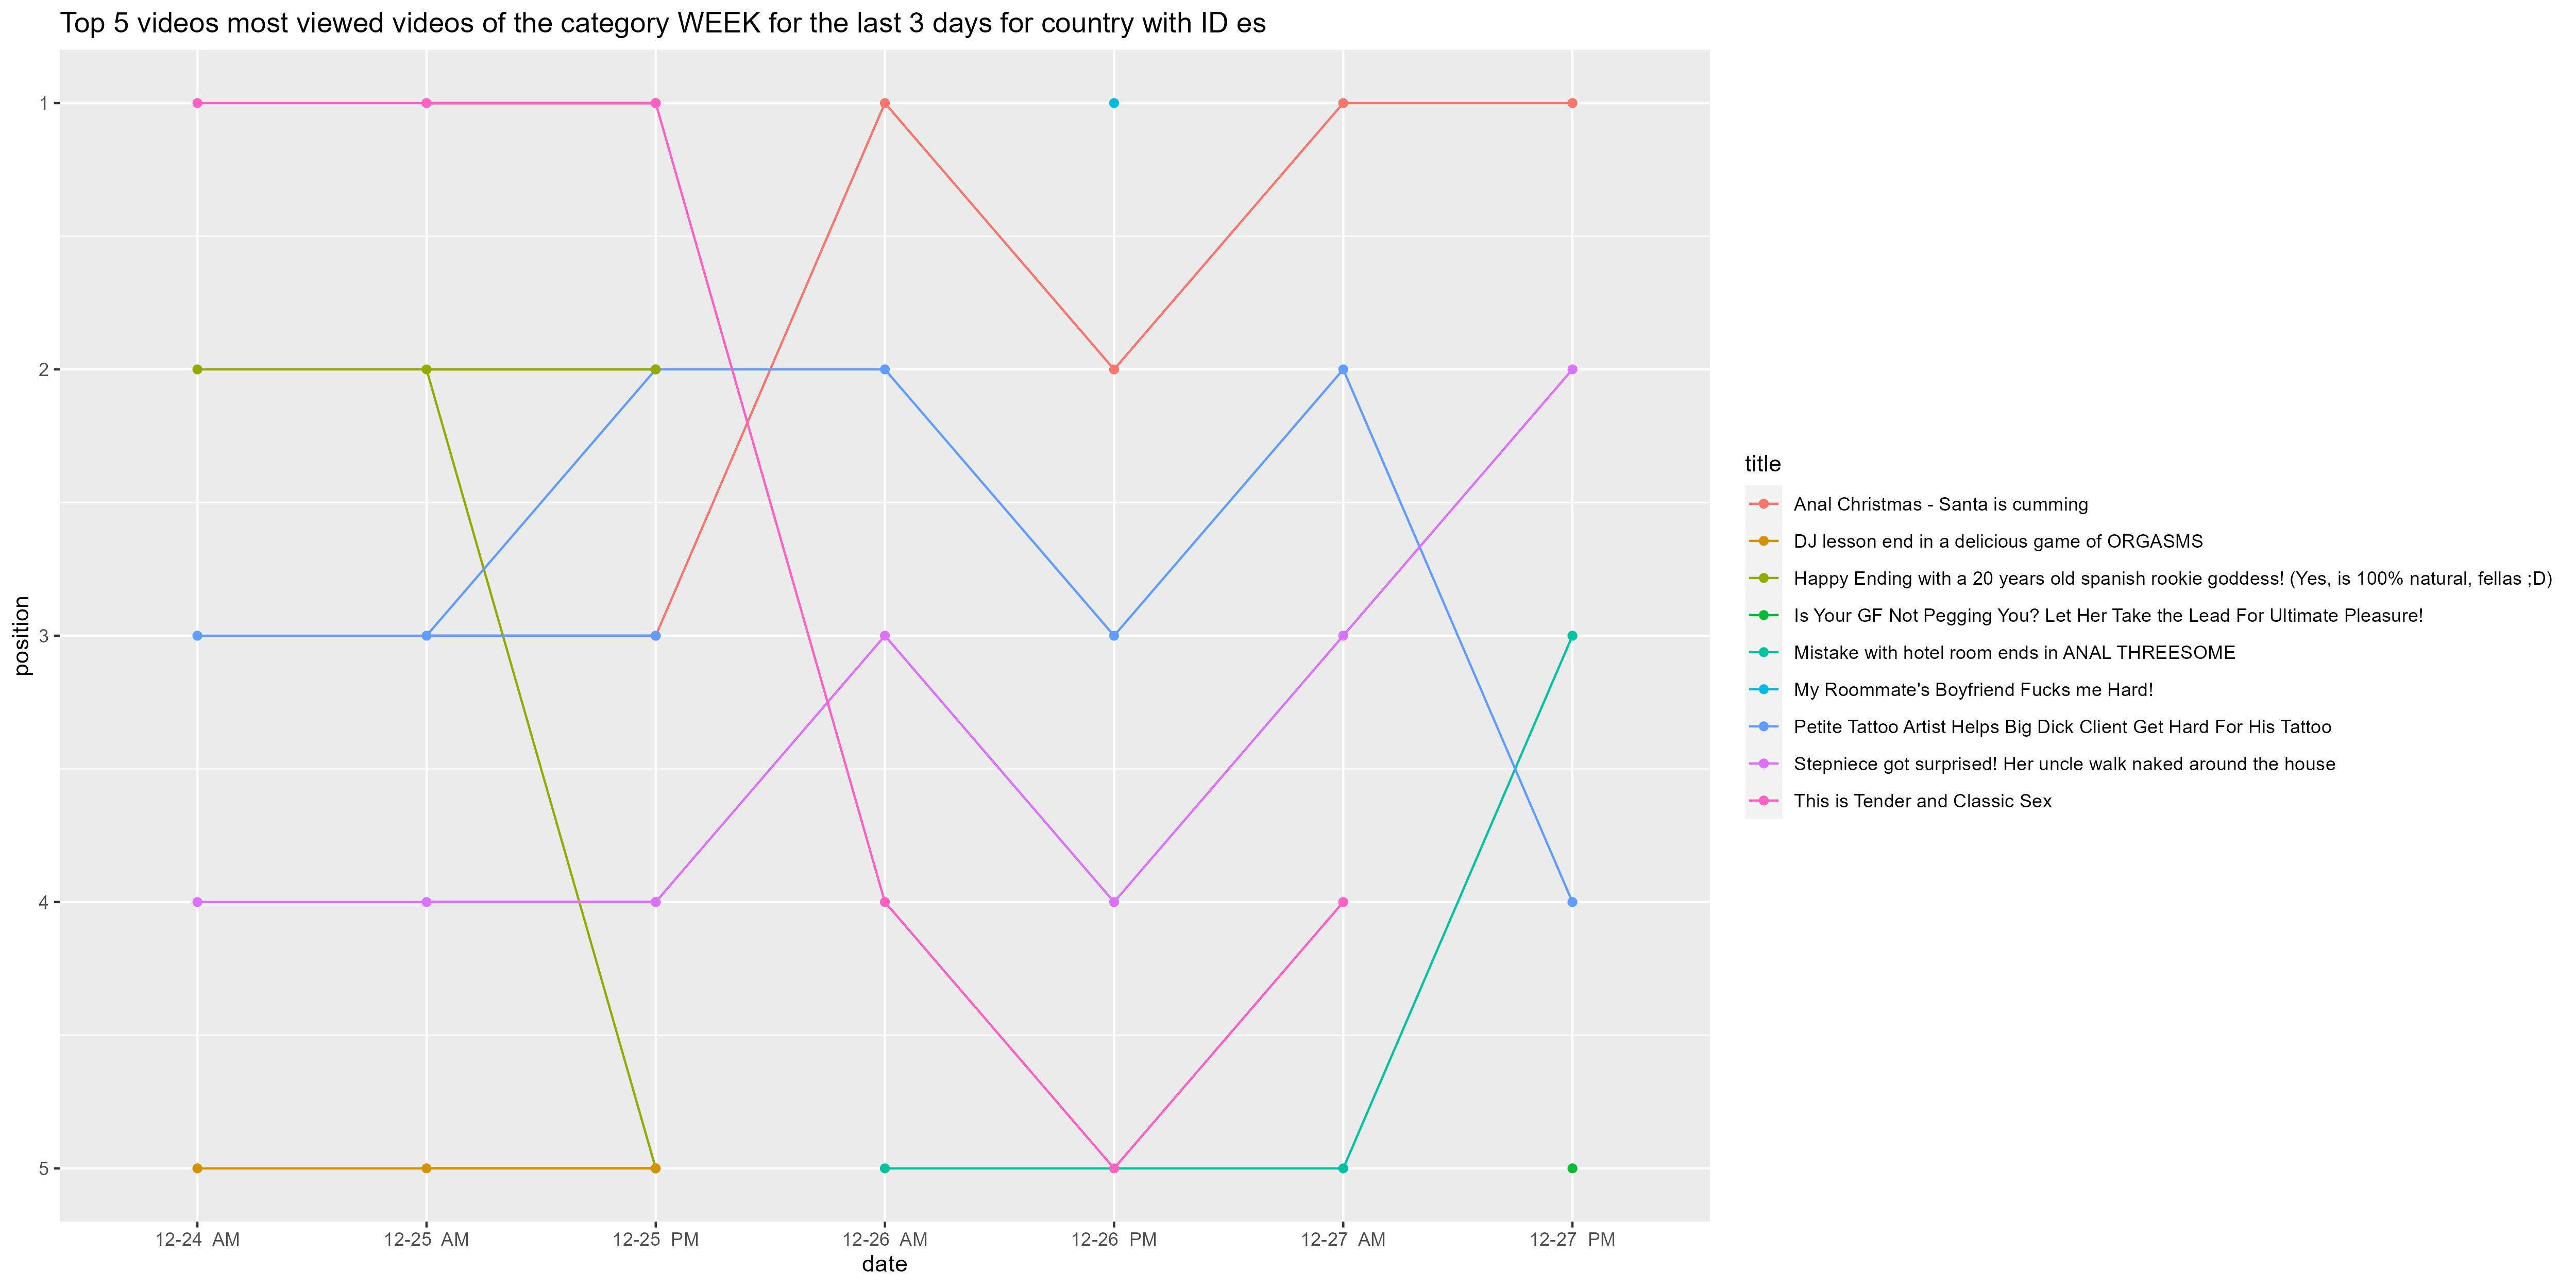 Top 5 videos most viewed videos of the category WEEK for the last 3 days for country with ID es
position
1
2
3
4
5
12-24 AM
12-25 AM
12-25 PM
12-26 AM
12-26 PM
12-27 AM
12-27 PM
date
title
Anal Christmas - Santa is cumming
DJ lesson end in a delicious game of ORGASMS
Happy Ending with a 20 years old spanish rookie goddess! (Yes, is 100% natural, fellas ;D)
Is Your GF Not Pegging You? Let Her Take the Lead For Ultimate Pleasure!
Mistake with hotel room ends in ANAL THREESOME
My Roommate's Boyfriend Fucks me Hard!
Petite Tattoo Artist Helps Big Dick Client Get Hard For His Tattoo
Stepniece got surprised! Her uncle walk naked around the house
This is Tender and Classic Sex